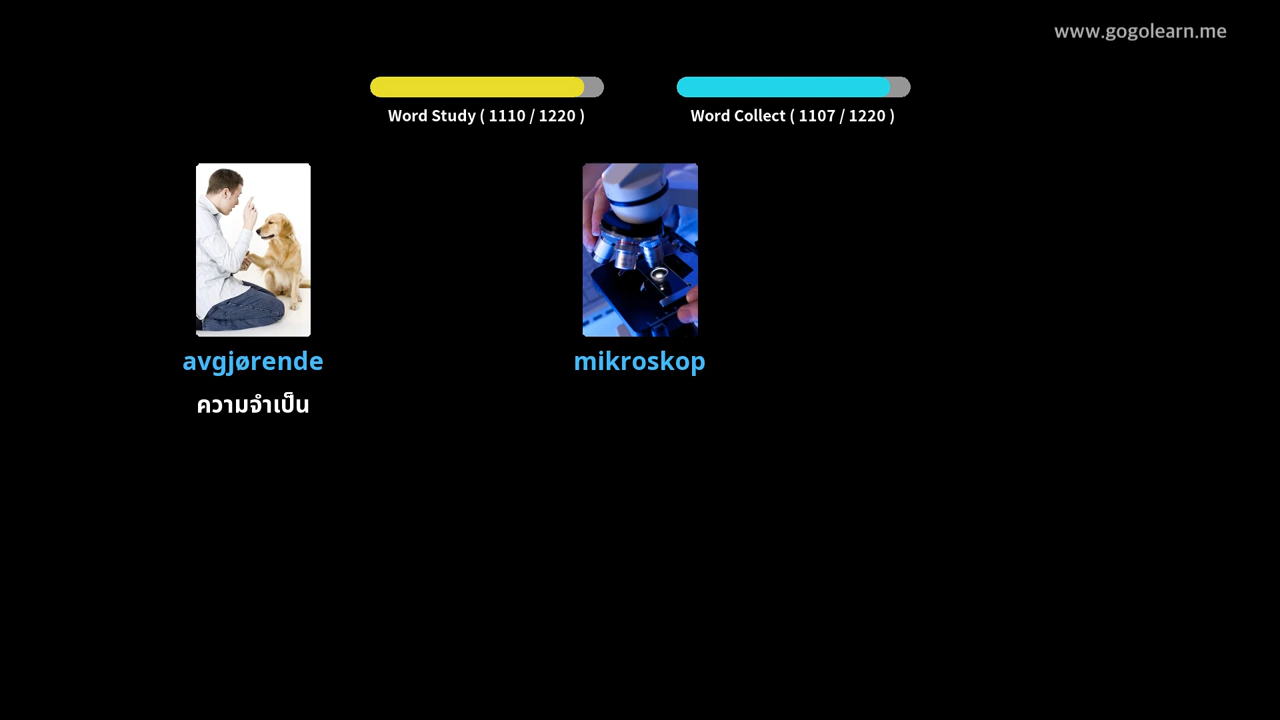 www.gogolearn.me
Word Study ( 1110 / 1220 )
Word Collect ( 1107 / 1220 )
avgjørende
mikroskop
ความจำเป็น